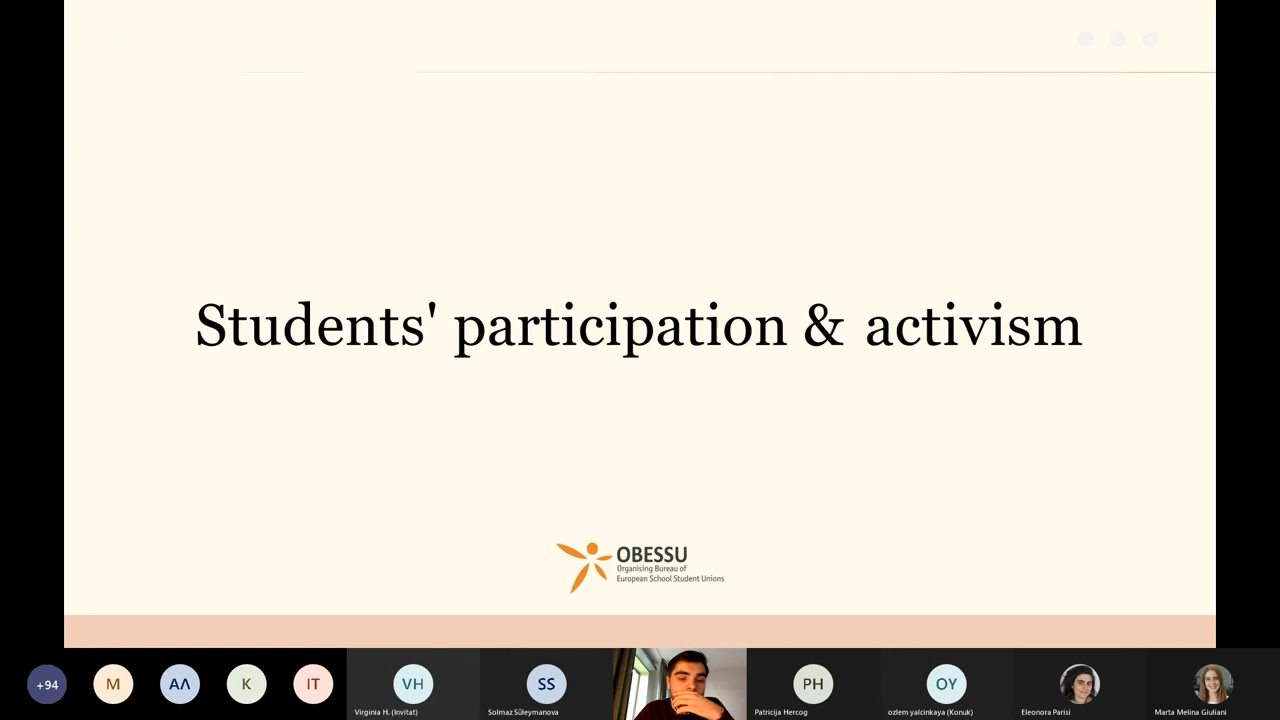 Students' participation & activism
OBESSU
Organising Bureau of
European School Student Unions
+94
M
ΑΛ
K
IT
VH
SS
PH
OY
Virginia H. (Invitat)
Solmaz Süleymanova
Patricija Hercog
ozlem yalcinkaya (Konuk)
Eleonora Parisi
Marta Melina Giuliani